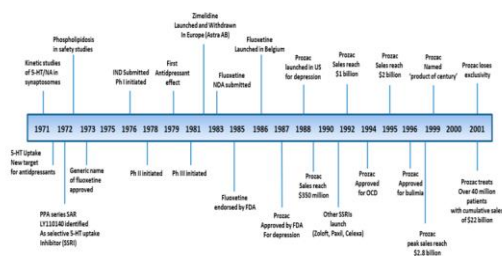 Zimelidine
Launched and Withdrawn
In Europe (Astra AB)
Phospholipidosis
in safety studies
Fluoxetine
Launched in Belgium
Prozac
Sales reach
$1 billion
Prozac
Named
'product of century'
Kinetic studies
of 5-HT/NA in
synaptosomes
IND Submitted
Ph I initiated
First
Antidpressant
effect
Fluoxetine
NDA submitted
Prozac
launched in US
for depression
Prozac
Sales reach
$2 billion
Prozac loses
exclusivity
1971 1972 1973 1976 1978 1979 1981 1983 1985 1986 1987 1988 1990 1992 1994 1995 1996 1999 2000 2001
5-HT Uptake
New target
for antidpressants
Generic name
of fluoxetine
approved
Ph II initiated
Ph III initiated
Prozac
Sales reach
$350 million
Prozac
Approved
for OCD
Prozac
Approved
for bulimia
Prozac treats
Over 40 million
patients
with cumulative sales
of
$22 billion
PPA series SAR
LY110140 identified
As selective 5-HT uptake
Inhibitor (SSRI)
Fluoxetine
endorsed by FDA
Prozac
Approved by FDA
For depression
Other SSRIs
launch
(Zoloft, Paxil, Celexa)
Prozac
peak sales reach
$2.8 billion